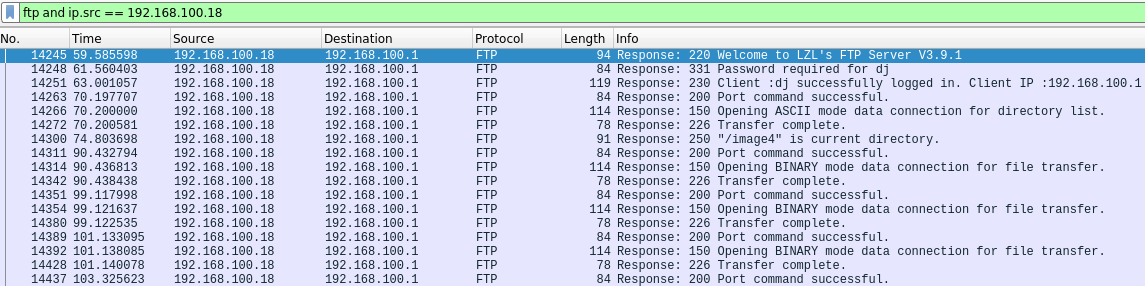 ftp and ip.src == 192.168.100.18
No. Time Source Destination Protocol Length Info
14245 59.585598 192.168.100.18 192.168.100.1 FTP 94 Response: 220 Welcome to LZL's FTP Server V3.9.1
14248 61.560403 192.168.100.18 192.168.100.1 FTP 84 Response: 331 Password required for dj
14251 63.001057 192.168.100.18 192.168.100.1 FTP 119 Response: 230 Client :dj successfully logged in. Client IP :192.168.100.1
14263 70.197707 192.168.100.18 192.168.100.1 FTP 84 Response: 200 Port command successful.
14266 70.200000 192.168.100.18 192.168.100.1 FTP 114 Response: 150 Opening ASCII mode data connection for directory list.
14272 70.200581 192.168.100.18 192.168.100.1 FTP 78 Response: 226 Transfer complete.
14300 74.803698 192.168.100.18 192.168.100.1 FTP 91 Response: 250 "/image4" is current directory.
14311 90.432794 192.168.100.18 192.168.100.1 FTP 84 Response: 200 Port command successful.
14314 90.436813 192.168.100.18 192.168.100.1 FTP 114 Response: 150 Opening BINARY mode data connection for file transfer.
14342 90.438438 192.168.100.18 192.168.100.1 FTP 78 Response: 226 Transfer complete.
14351 99.117998 192.168.100.18 192.168.100.1 FTP 84 Response: 200 Port command successful.
14354 99.121637 192.168.100.18 192.168.100.1 FTP 114 Response: 150 Opening BINARY mode data connection for file transfer.
14380 99.122535 192.168.100.18 192.168.100.1 FTP 78 Response: 226 Transfer complete.
14389 101.133095 192.168.100.18 192.168.100.1 FTP 84 Response: 200 Port command successful.
14392 101.138085 192.168.100.18 192.168.100.1 FTP 114 Response: 150 Opening BINARY mode data connection for file transfer.
14428 101.140078 192.168.100.18 192.168.100.1 FTP 78 Response: 226 Transfer complete.
14437 103.325623 192.168.100.18 192.168.100.1 FTP 84 Response: 200 Port command successful.